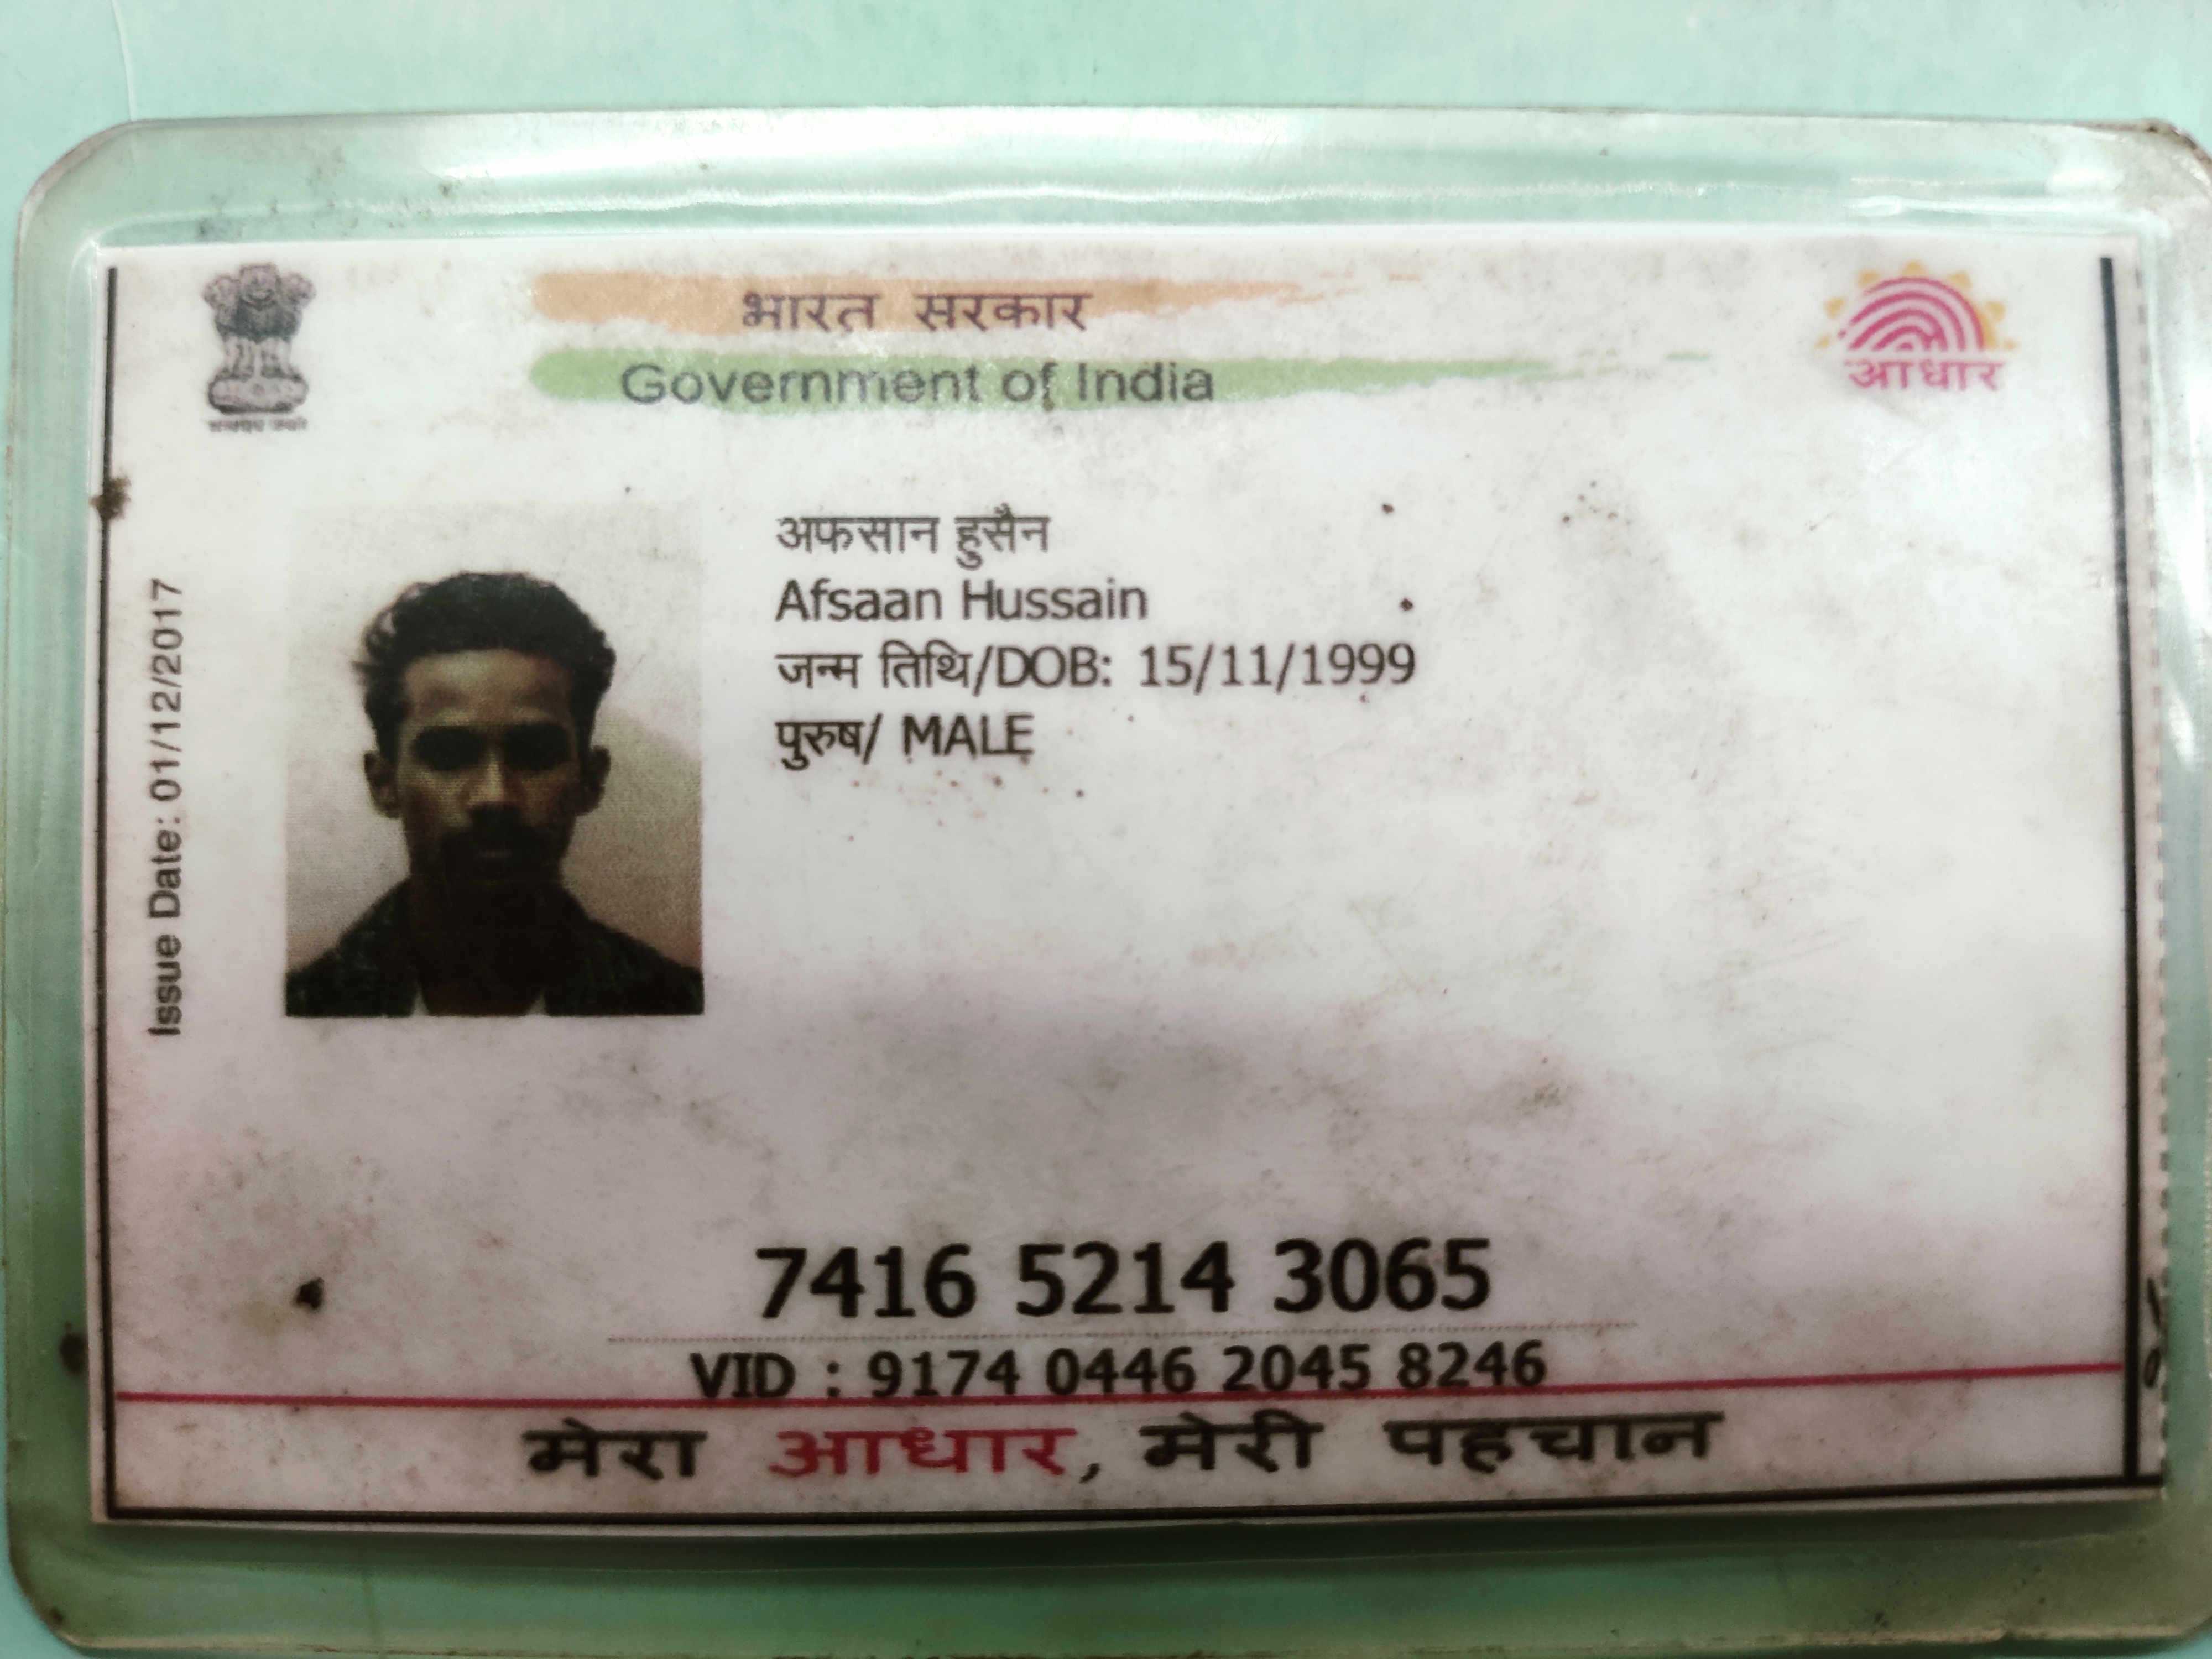 भारत सरकार
Government of India
आधार
Issue Date: 01/12/2017
अफसान हुसैन
Afsaan Hussain
जन्म तिथि/DOB: 15/11/1999
पुरुष/ MALE
7416 5214 3065
VID : 9174 0446 2045 8246
मेरा आधार, मेरी पहचान